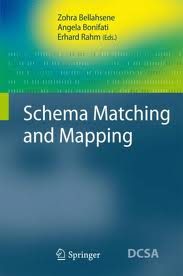 Zohra Bellahsene
Angela Bonifati
Erhard Rahm (Eds.)
Schema Matching
and Mapping
Springer
DCSA